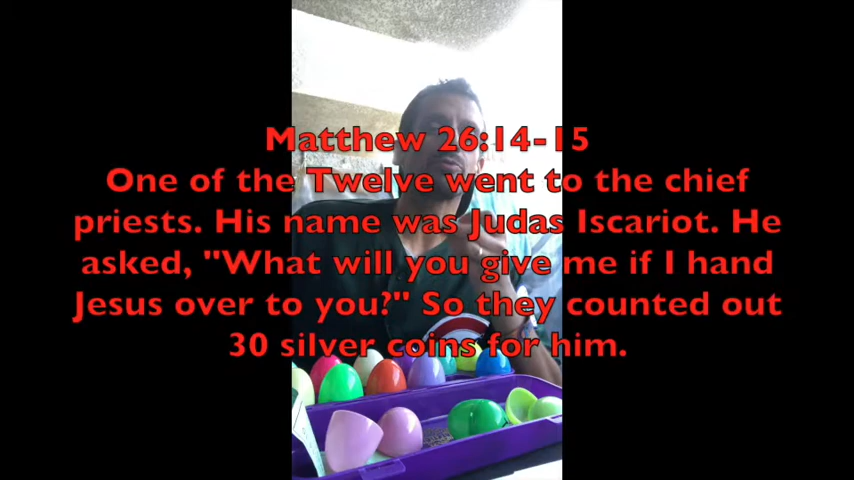 Matthew 26:14-15
One of the Twelve went to the chief
priests. His name was Judas Iscariot. He
asked, "What will you give me if I hand
Jesus over to you?" So they counted out
30 silver coins for him.